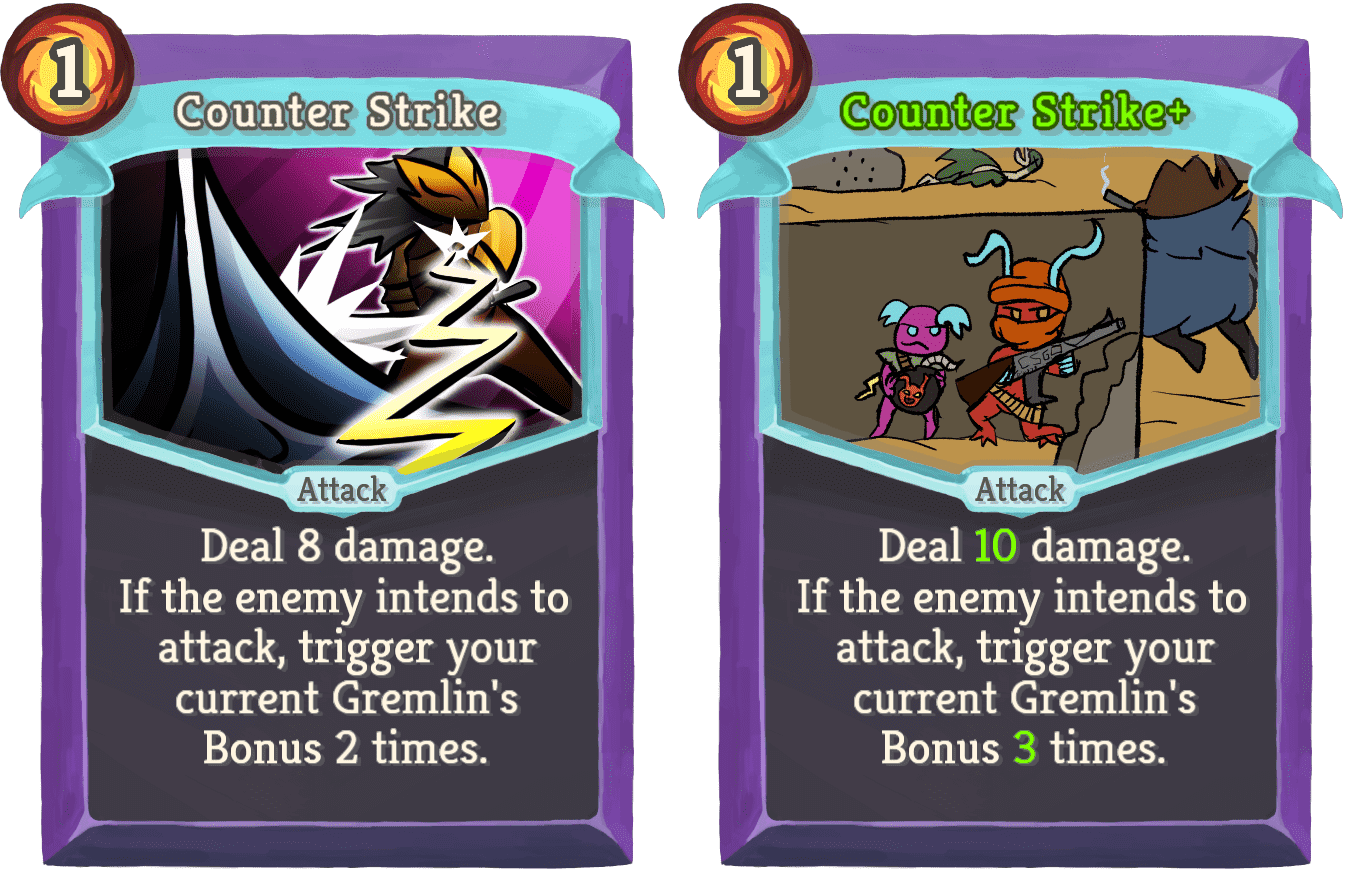 1
Counter Strike
Attack
Deal 8 damage.
If the enemy intends to
attack, trigger your
current Gremlin's
Bonus 2 times.
1
Counter Strike+
CSGO
Attack
Deal 10 damage.
If the enemy intends to
attack, trigger your
current Gremlin's
Bonus 3 times.